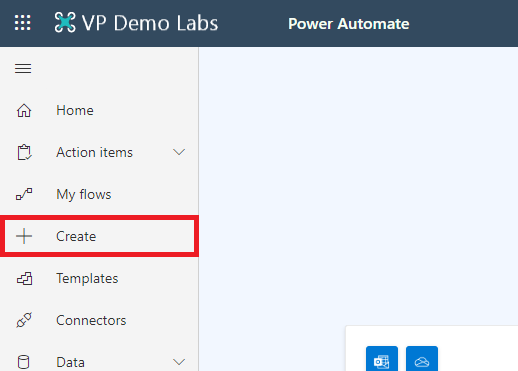 VP Demo Labs Power Automate
Home
Action items
My flows
Create
Templates
Connectors
Data